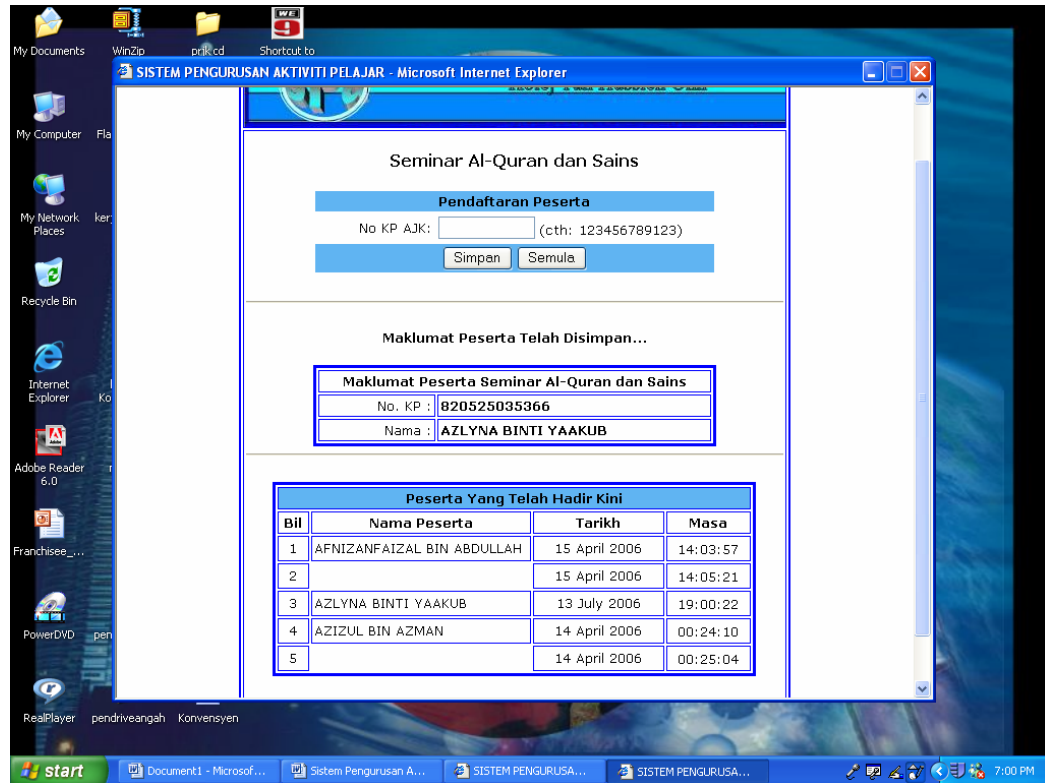 My Documents
WinZip
prjk cd
Shortcut to
SISTEM PENGURUSAN AKTIVITI PELAJAR - Microsoft Internet Explorer
My Computer
Fla
Seminar Al-Quran dan Sains
Pendaftaran Peserta
No KP AJK: (cth: 123456789123)
Simpan Semula
My Network Places
Recycle Bin
Maklumat Peserta Telah Disimpan...
Maklumat Peserta Seminar Al-Quran dan Sains
No. KP : 820525035366
Nama : AZLYNA BINTI YAAKUB
Internet Explorer
Ko
Adobe Reader 6.0
Peserta Yang Telah Hadir Kini
Bil Nama Peserta Tarikh Masa
1 AFNIZANFAIZAL BIN ABDULLAH 15 April 2006 14:03:57
2 15 April 2006 14:05:21
3 AZLYNA BINTI YAAKUB 13 July 2006 19:00:22
4 AZIZUL BIN AZMAN 14 April 2006 00:24:10
5 14 April 2006 00:25:04
Franchisee_...
PowerDVD
pen
RealPlayer
pendriveangah
Konvensyen
start
Document1 - Microsof...
Sistem Pengurusan A...
SISTEM PENGURUSA...
SISTEM PENGURUSA...
7:00 PM